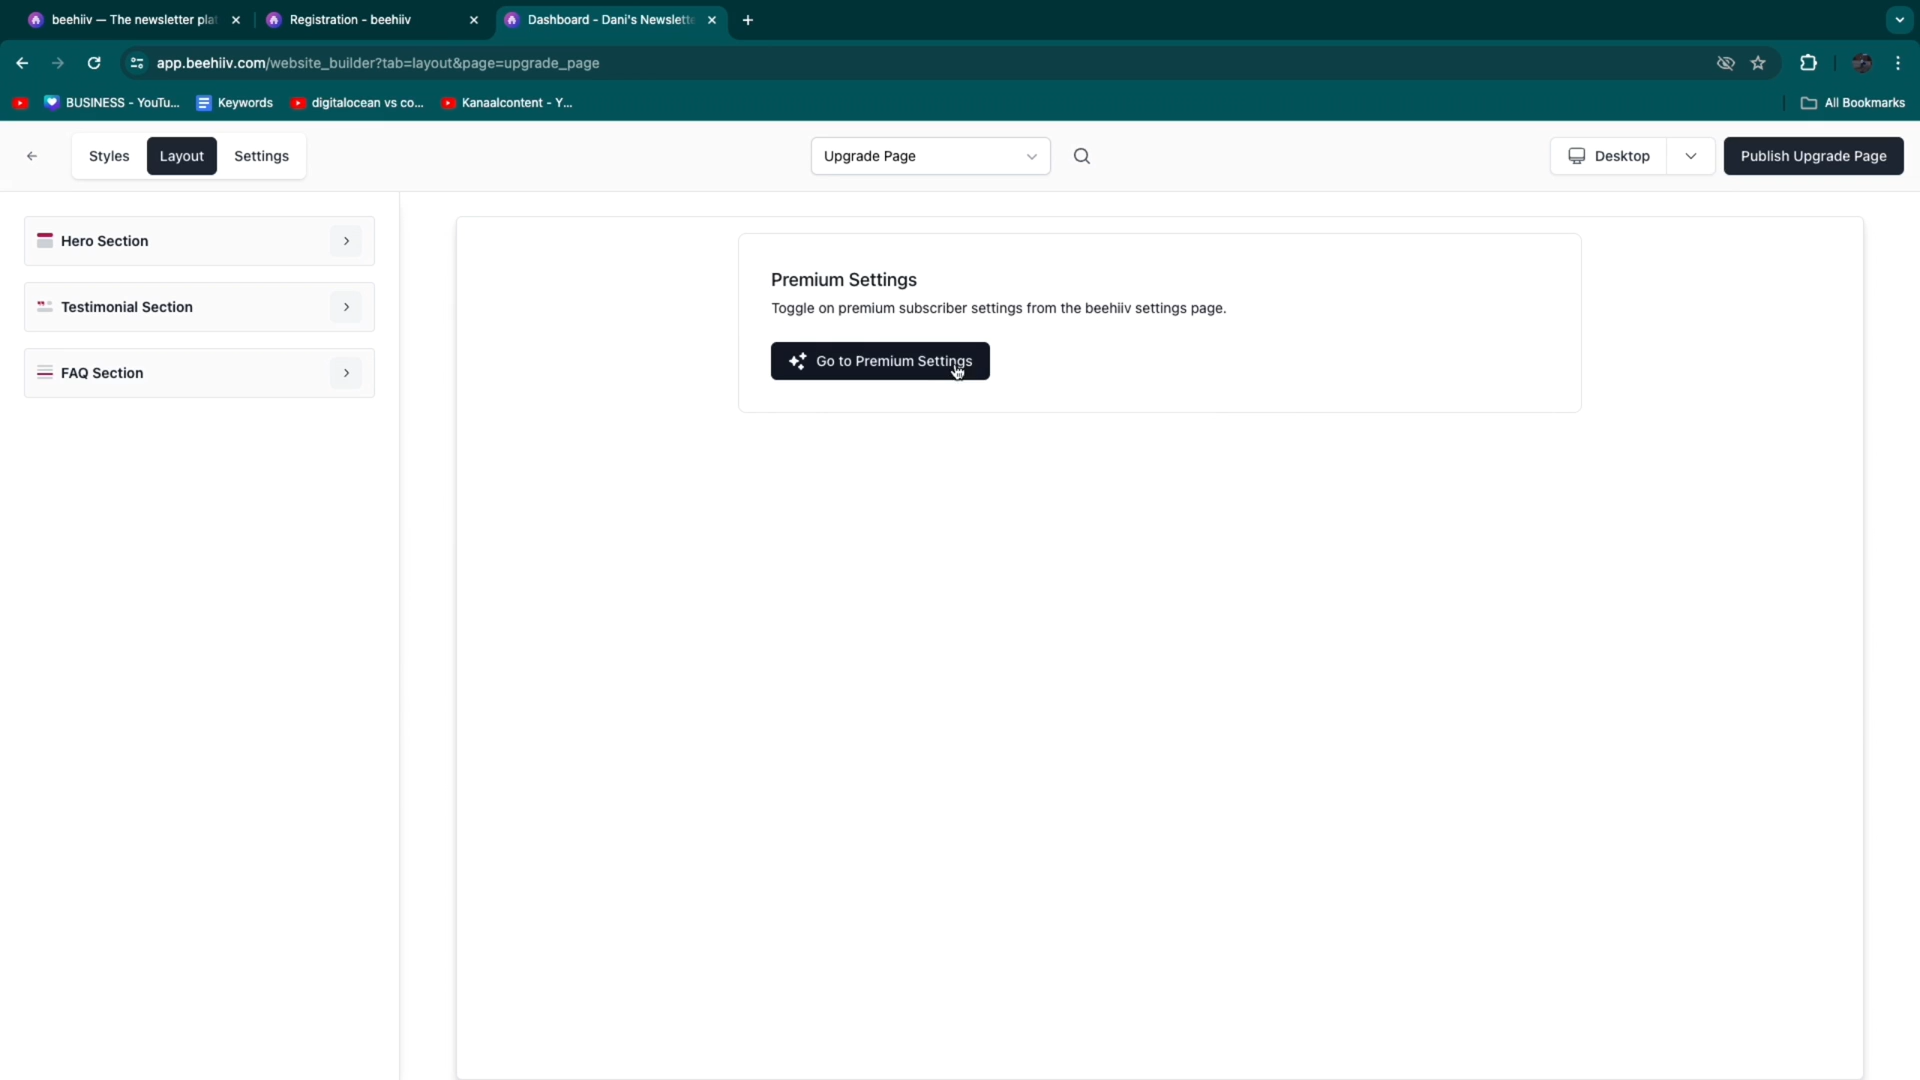 beehiiv — The newsletter plat
Registration - beehiiv
Dashboard - Dani's Newslette
app.beehiiv.com/website_builder?tab=layout&page=upgrade_page
BUSINESS - YouTu...
Keywords
digitalocean vs co...
Kanaalcontent - Y...
All Bookmarks
Styles
Layout
Settings
Upgrade Page
Desktop
Publish Upgrade Page
Hero Section
Testimonial Section
FAQ Section
Premium Settings
Toggle on premium subscriber settings from the beehiiv settings page.
Go to Premium Settings